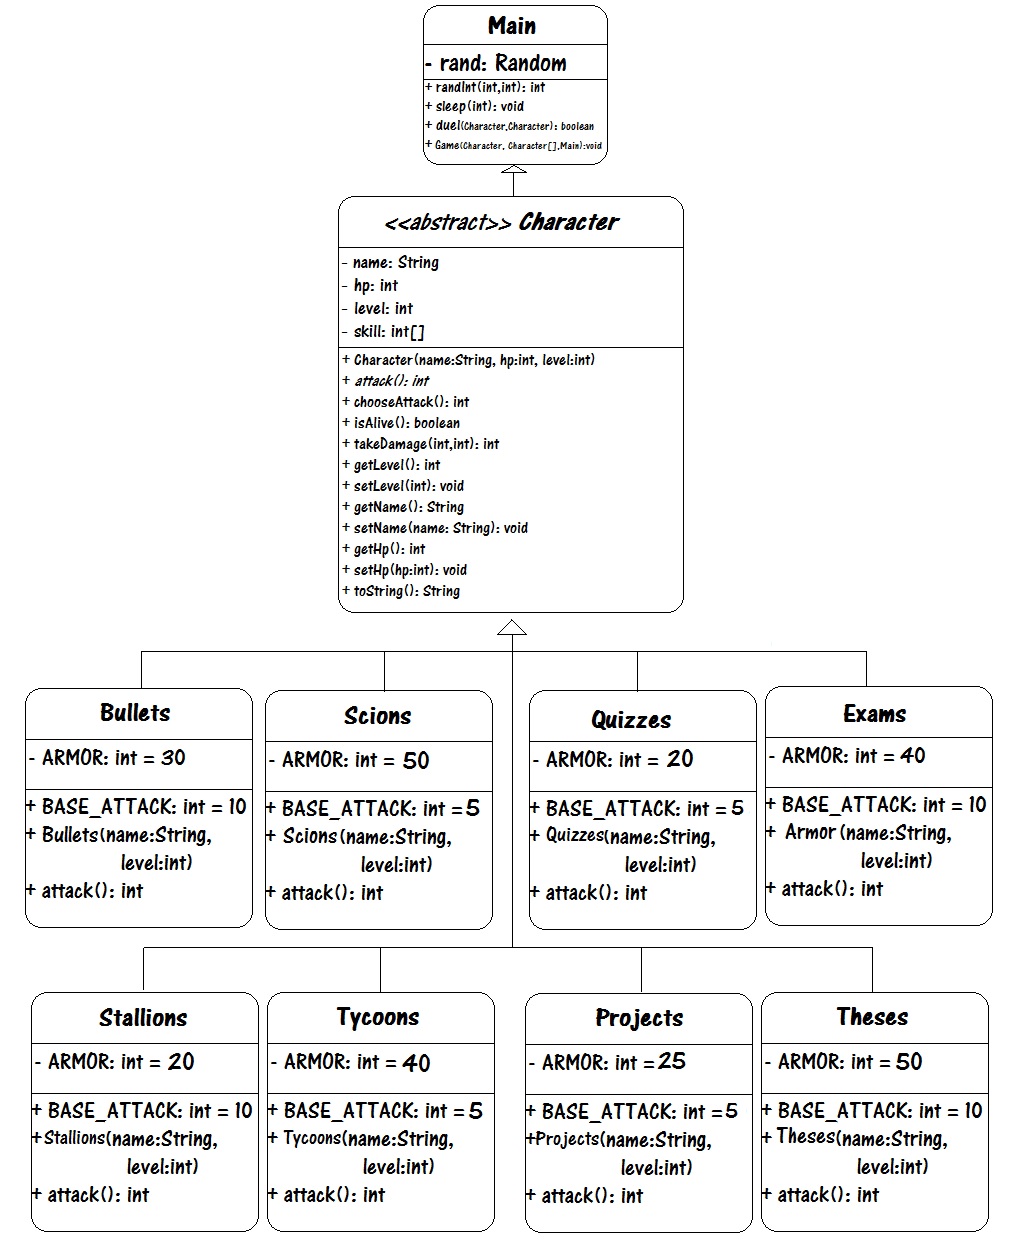 Main
- rand: Random
+ randInt(int,int): int
+ sleep(int): void
+ duel(Character,Character): boolean
+ Game(Character, Character[],Main):void
<<abstract>> Character
- name: String
- hp: int
- level: int
- skill: int[]
+ Character(name:String, hp:int, level:int)
+ attack(): int
+ chooseAttack(): int
+ isAlive(): boolean
+ takeDamage(int,int): int
+ getLevel(): int
+ setLevel(int): void
+ getName(): String
+ setName(name: String): void
+ getHp(): int
+ setHp(hp:int): void
+ toString(): String
Bullets
- ARMOR: int = 30
+ BASE_ATTACK: int = 10
+ Bullets(name:String,
level:int)
+ attack(): int
Scions
- ARMOR: int = 50
+ BASE_ATTACK: int = 5
+ Scions(name:String,
level:int)
+ attack(): int
Quizzes
- ARMOR: int = 20
+ BASE_ATTACK: int = 5
+ Quizzes(name:String,
level:int)
+ attack(): int
Exams
- ARMOR: int = 40
+ BASE_ATTACK: int = 10
+ Armor (name:String,
level:int)
+ attack(): int
Stallions
- ARMOR: int = 20
+ BASE_ATTACK: int = 10
+Stallions(name:String,
level:int)
+ attack(): int
Tycoons
- ARMOR: int = 40
+ BASE_ATTACK: int = 5
+ Tycoons(name:String,
level:int)
+ attack(): int
Projects
- ARMOR: int =25
+ BASE_ATTACK: int =5
+Projects(name:String,
level:int)
+ attack(): int
Theses
- ARMOR: int = 50
+ BASE_ATTACK: int = 10
+ Theses(name:String,
level:int)
+ attack(): int